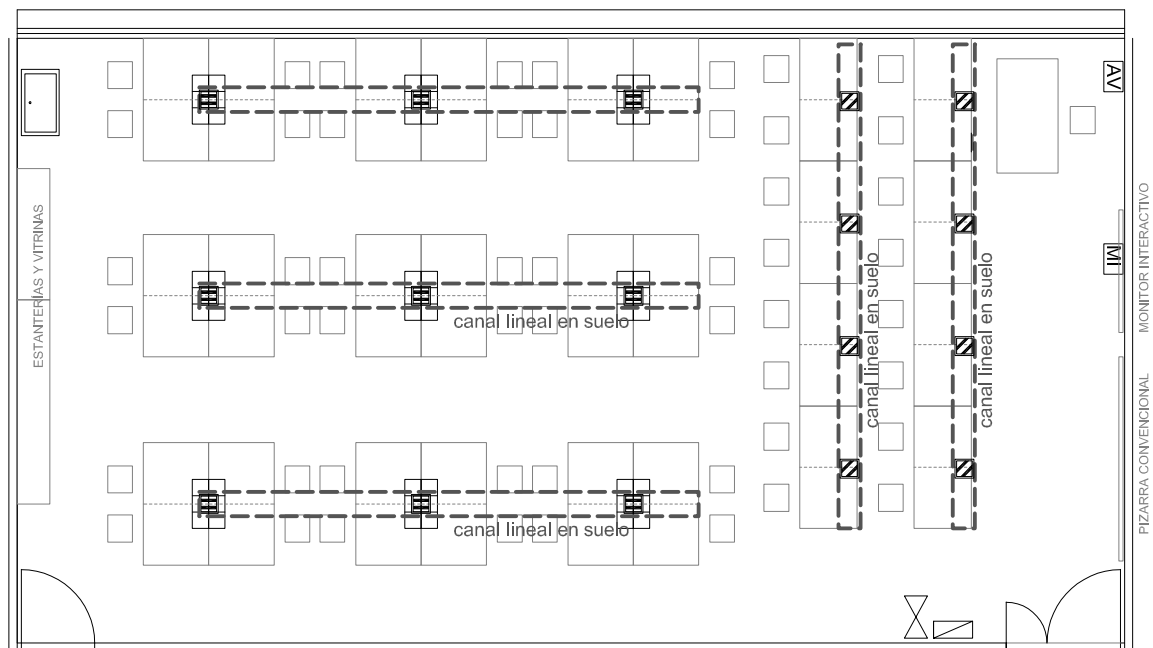 AV
MI
MONITOR INTERACTIVO
PIZARRA CONVENCIONAL
ESTANTERÍAS Y VITRINAS
canal lineal en suelo
canal lineal en suelo
canal lineal en suelo
canal lineal en suelo